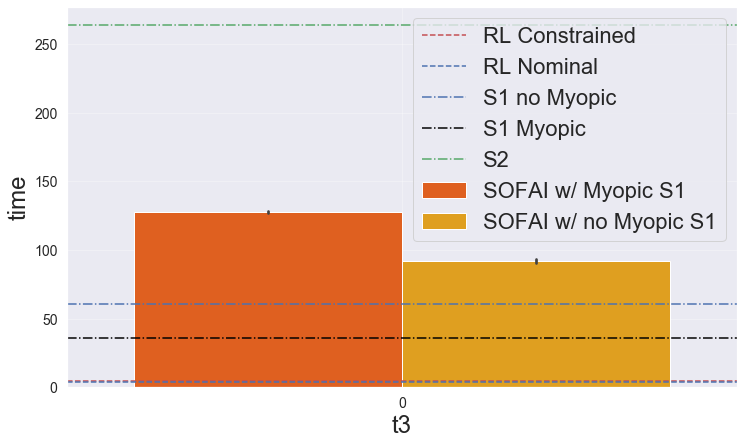 250
200
150
100
50
0
time
RL Constrained
RL Nominal
S1 no Myopic
S1 Myopic
S2
SOFAI w/ Myopic S1
SOFAI w/ no Myopic S1
0
t3